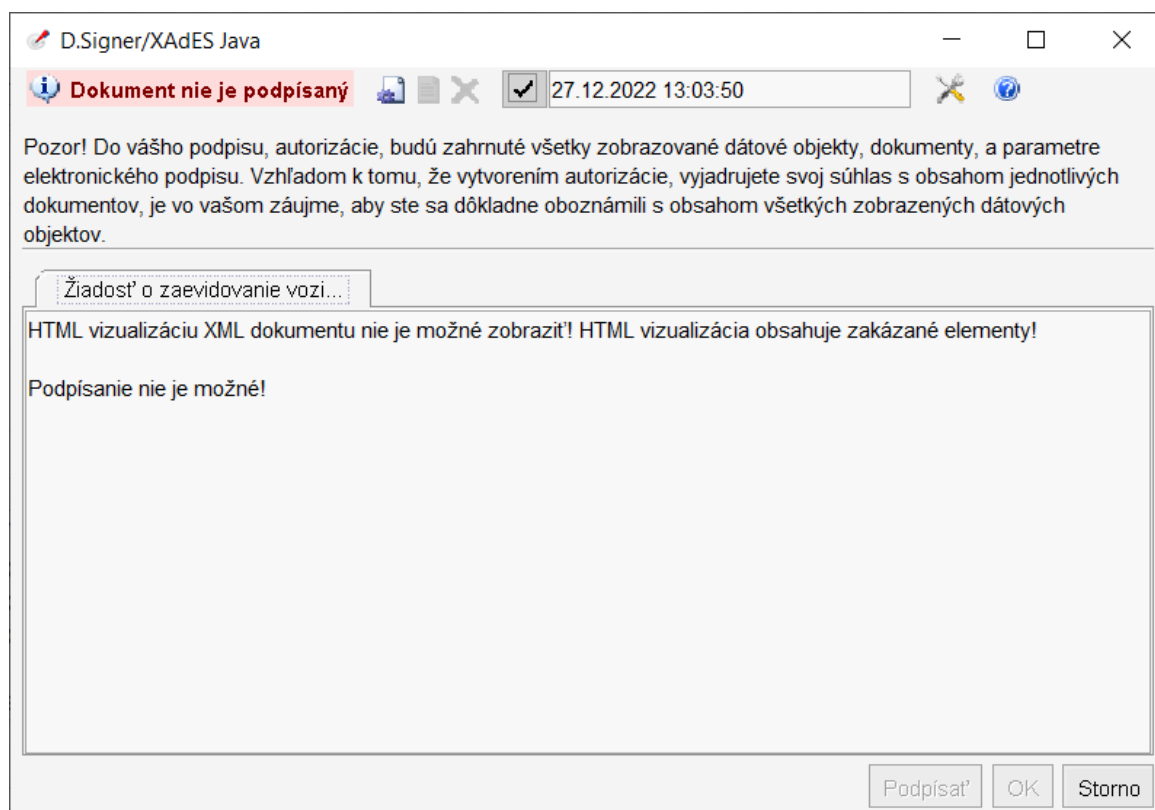 D.Signer/XAdES Java
Dokument nie je podpísaný
27.12.2022 13:03:50
Pozor! Do vášho podpisu, autorizácie, budú zahrnuté všetky zobrazované dátové objekty, dokumenty, a parametre
elektronického podpisu. Vzhľadom k tomu, že vytvorením autorizácie, vyjadrujete svoj súhlas s obsahom jednotlivých
dokumentov, je vo vašom záujme, aby ste sa dôkladne oboznámili s obsahom všetkých zobrazených dátových
objektov.
Žiadosť o zaevidovanie vozi...
HTML vizualizáciu XML dokumentu nie je možné zobraziť! HTML vizualizácia obsahuje zakázané elementy!
Podpísanie nie je možné!
Podpísať OK Storno